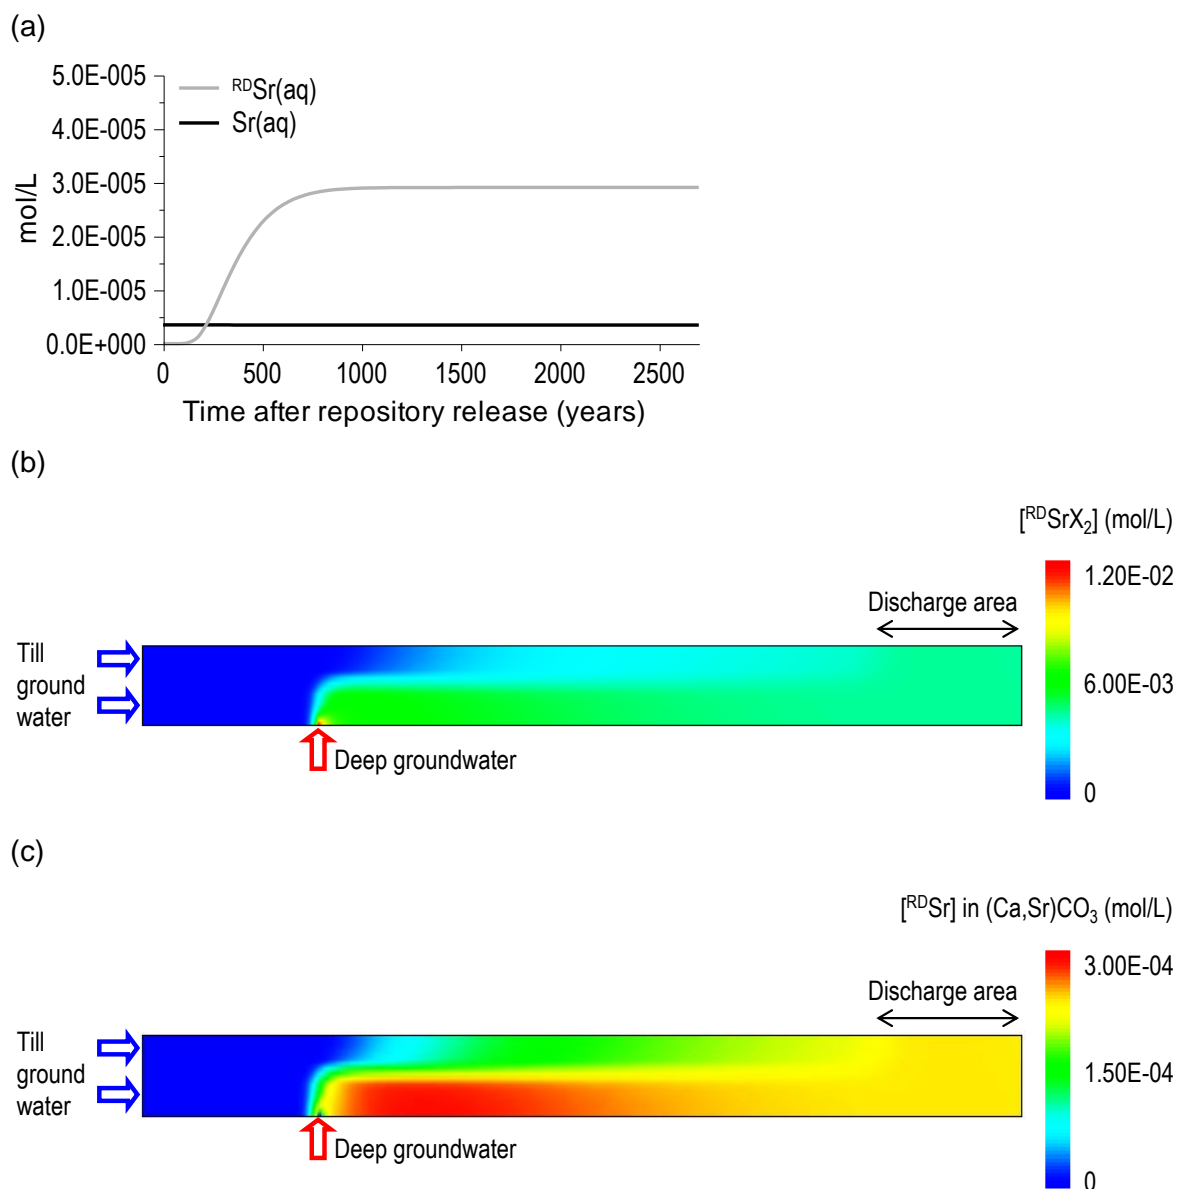 (a)
5.0E-005
4.0E-005
3.0E-005
2.0E-005
1.0E-005
0.0E+000
mol/L
RDSr(aq)
Sr(aq)
0 500 1000 1500 2000 2500
Time after repository release (years)
(b)
[RDSrX2] (mol/L)
1.20E-02
6.00E-03
0
Discharge area
Till
ground
water
Deep groundwater
(c)
[RDSr] in (Ca,Sr)CO3 (mol/L)
3.00E-04
1.50E-04
0
Discharge area
Till
ground
water
Deep groundwater